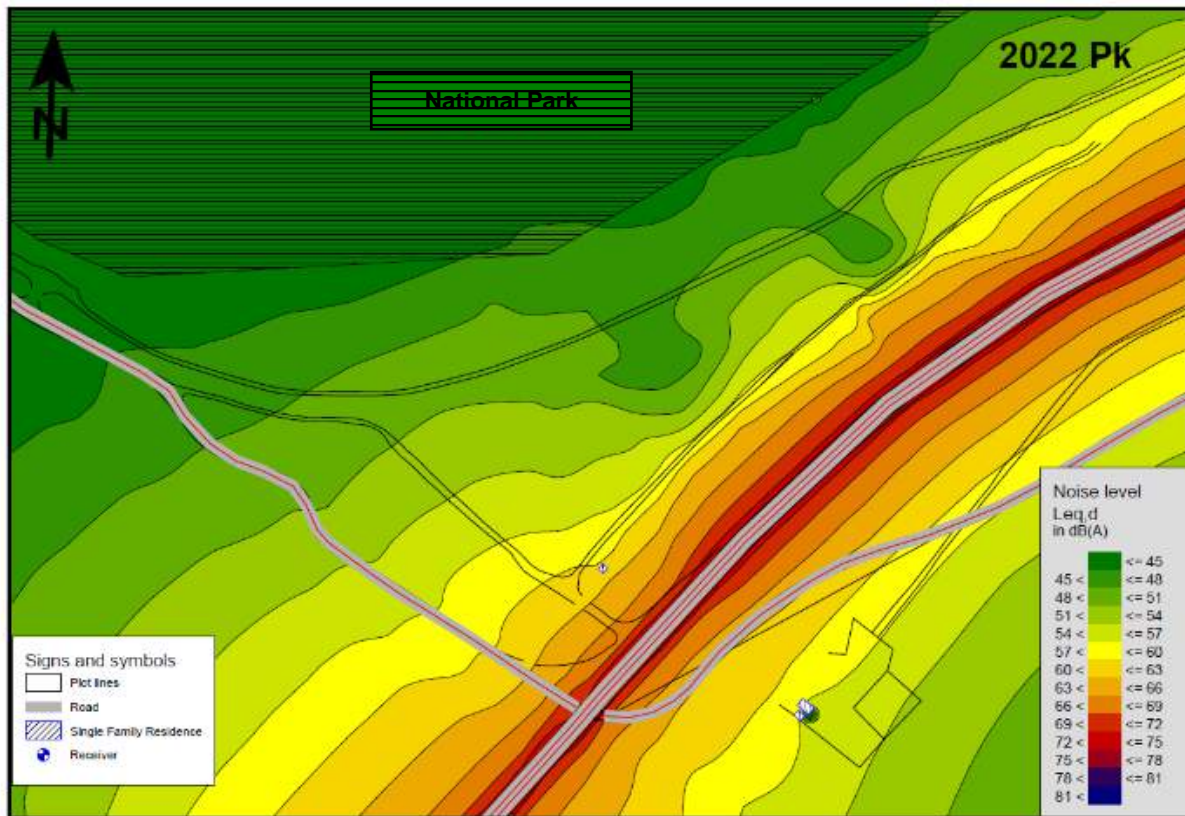 2022 Pk
National Park
N
Noise level
Leq,d
in dB(A)
<= 45
45 < <= 48
48 < <= 51
51 < <= 54
54 < <= 57
57 < <= 60
60 < <= 63
63 < <= 66
66 < <= 69
69 < <= 72
72 < <= 75
75 < <= 78
78 < <= 81
81 <
Signs and symbols
Plot lines
Road
Single Family Residence
Receiver